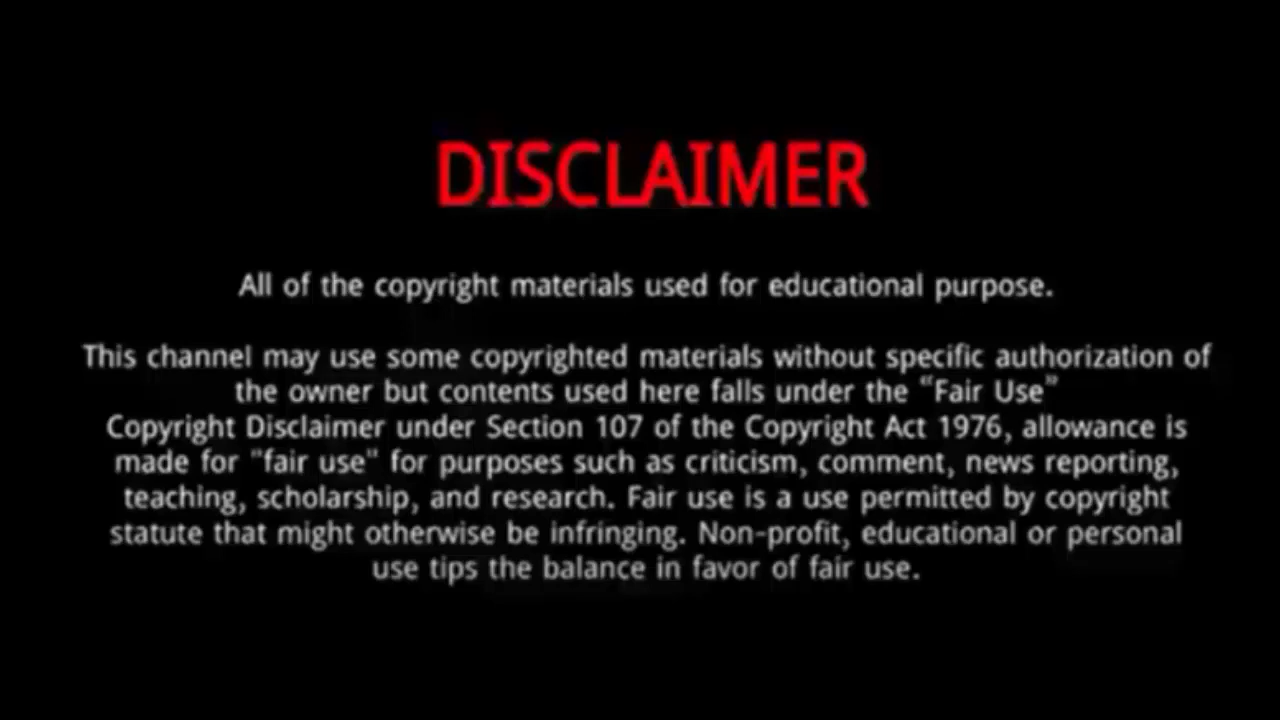 DISCLAIMER
All of the copyright materials used for educational purpose.
This channel may use some copyrighted materials without specific authorization of
the owner but contents used here falls under the “Fair Use”
Copyright Disclaimer under Section 107 of the Copyright Act 1976, allowance is
made for "fair use" for purposes such as criticism, comment, news reporting,
teaching, scholarship, and research. Fair use is a use permitted by copyright
statute that might otherwise be infringing. Non-profit, educational or personal
use tips the balance in favor of fair use.